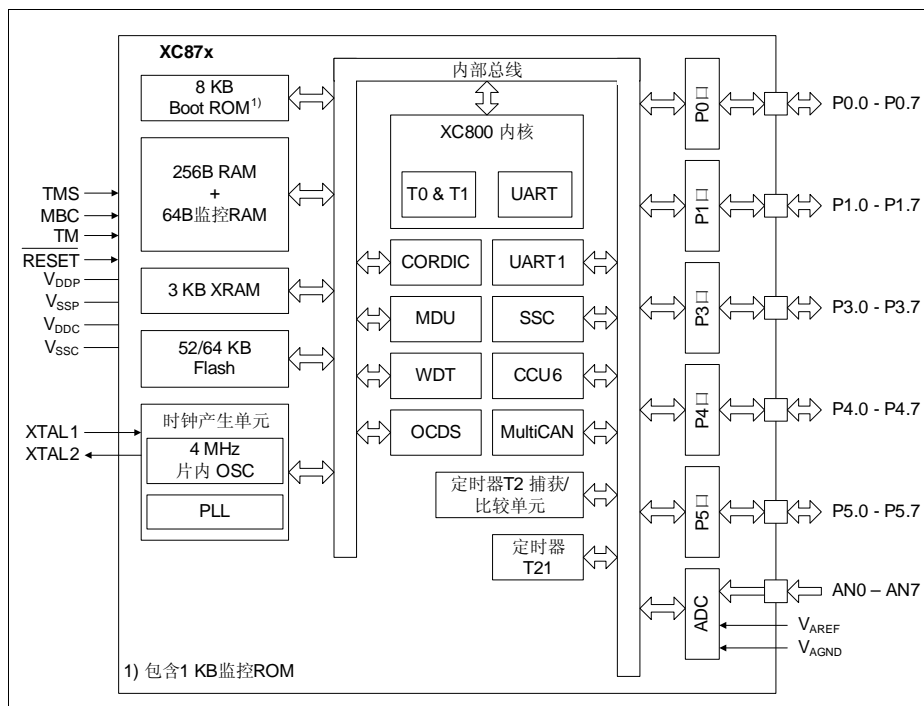 XC87x
8 KB
Boot ROM1)
256B RAM
+
64B监控RAM
3 KB XRAM
52/64 KB
Flash
时钟产生单元
4 MHz
片内 OSC
PLL
TMS
MBC
TM
RESET
VDDP
VSSP
VDDC
VSSC
XTAL1
XTAL2
内部总线
XC800 内核
T0 & T1
UART
CORDIC
UART1
MDU
SSC
WDT
CCU6
OCDS
MultiCAN
定时器T2 捕获/
比较单元
定时器
T21
P0口
P0.0 - P0.7
P1口
P1.0 - P1.7
P3口
P3.0 - P3.7
P4口
P4.0 - P4.7
P5口
P5.0 - P5.7
ADC
AN0 – AN7
VAREF
VAGND
1) 包含1 KB监控ROM